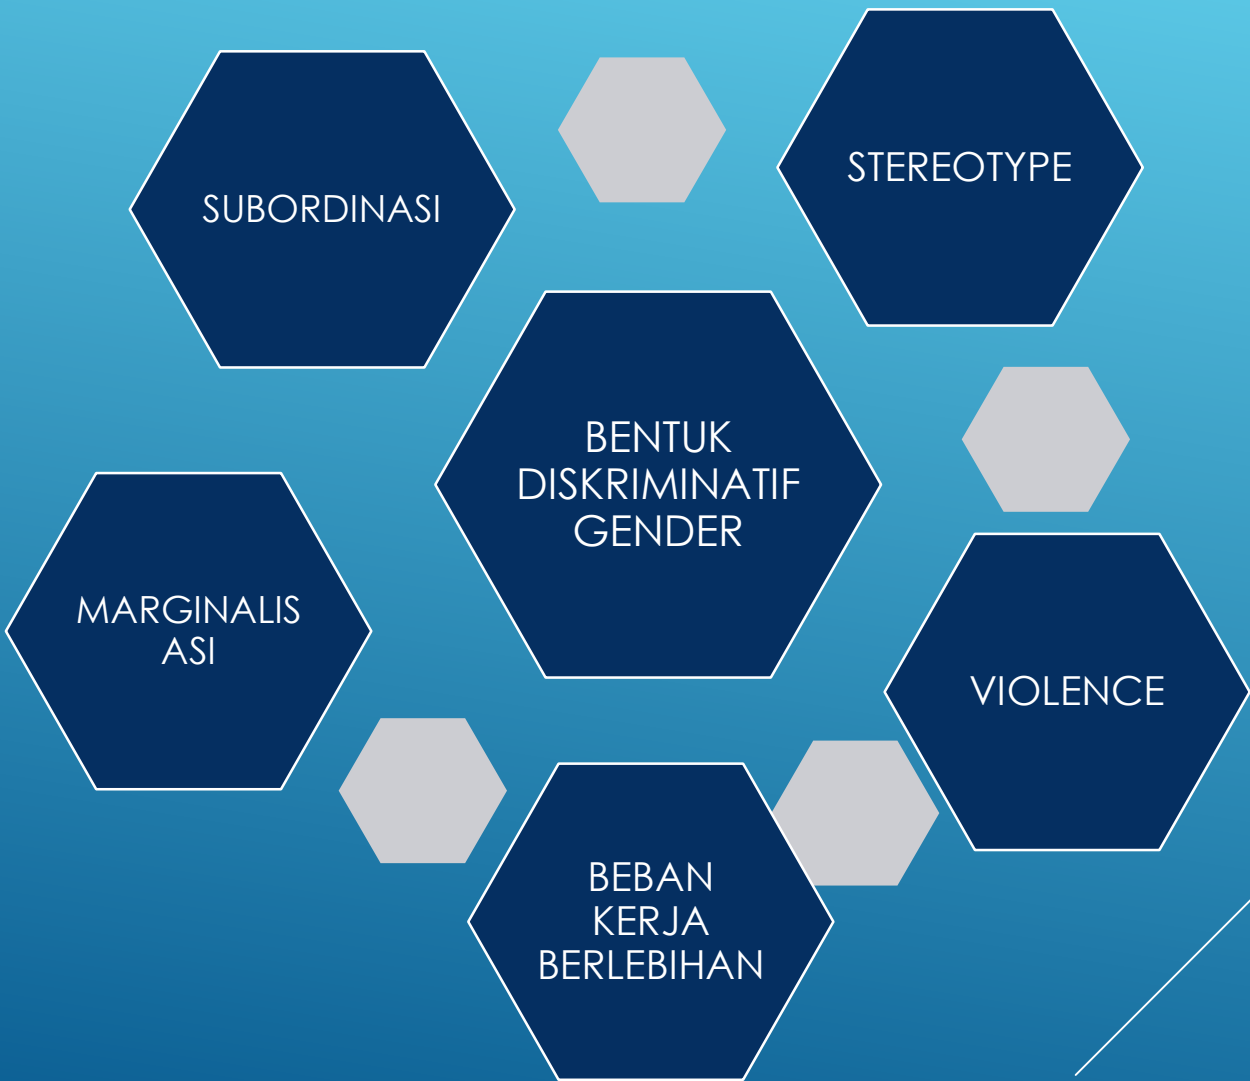 SUBORDINASI
STEREOTYPE
BENTUK
DISKRIMINATIF
GENDER
MARGINALIS
ASI
VIOLENCE
BEBAN
KERJA
BERLEBIHAN